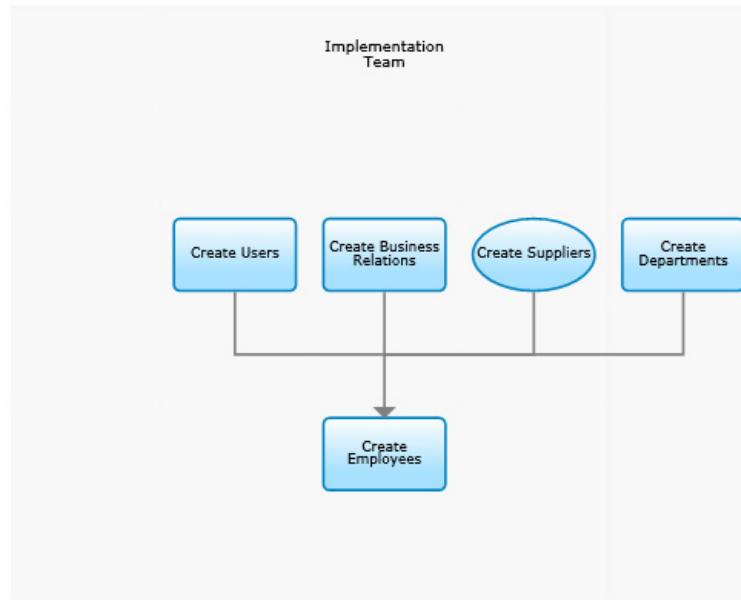 Implementation
Team
Create Users
Create Business
Relations
Create Suppliers
Create
Departments
Create
Employees